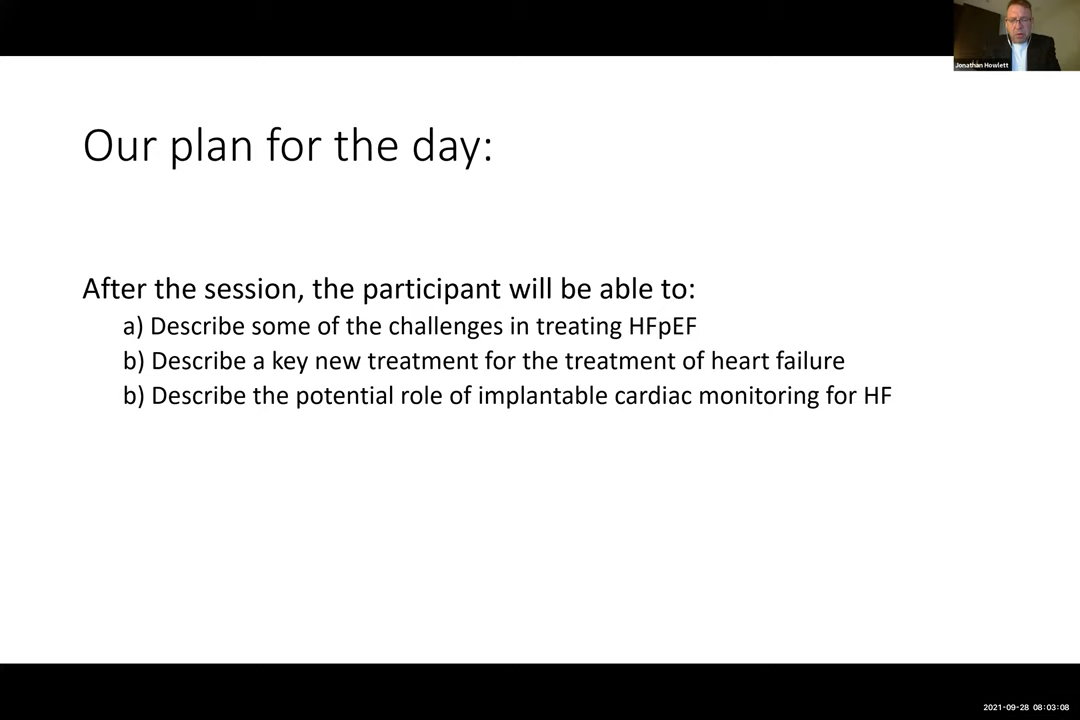 Jonathan Howlett
Our plan for the day:
After the session, the participant will be able to:
a) Describe some of the challenges in treating HFpEF
b) Describe a key new treatment for the treatment of heart failure
b) Describe the potential role of implantable cardiac monitoring for HF
2021-09-28 08:03:08